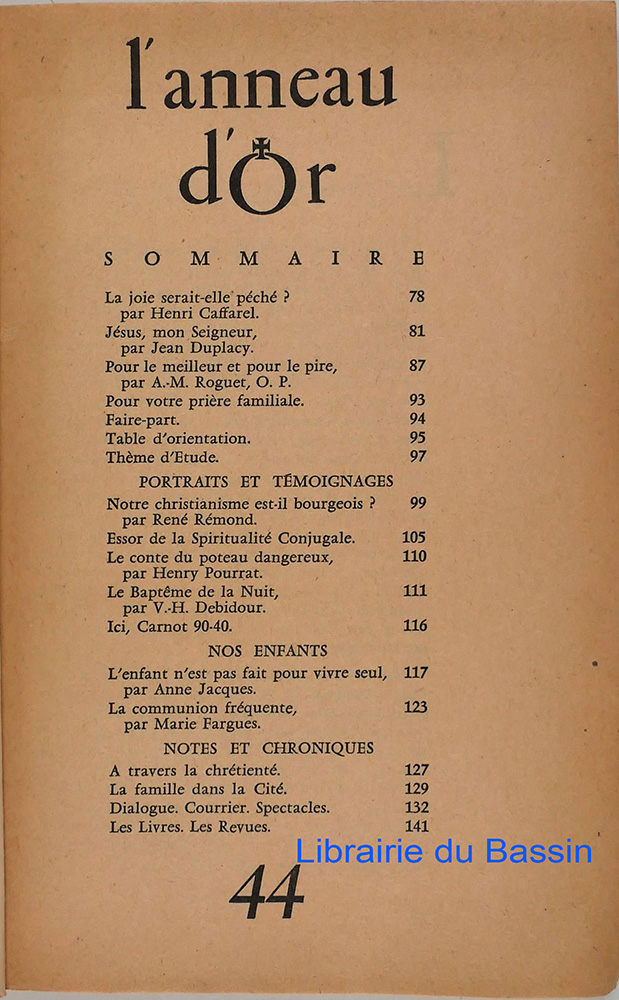 l'anneau
d'Or
SOMMAIRE
La joie serait-elle péché ? 78
par Henri Caffarel.
Jésus, mon Seigneur, 81
par Jean Duplacy.
Pour le meilleur et pour le pire, 87
par A.-M. Roguet, O. P.
Pour votre prière familiale. 93
Faire-part. 94
Table d'orientation. 95
Thème d'Etude. 97
PORTRAITS ET TÉMOIGNAGES
Notre christianisme est-il bourgeois ? 99
par René Rémond.
Essor de la Spiritualité Conjugale. 105
Le conte du poteau dangereux, 110
par Henry Pourrat.
Le Baptême de la Nuit, 111
par V.-H. Debidour.
Ici, Carnot 90-40. 116
NOS ENFANTS
L'enfant n'est pas fait pour vivre seul, 117
par Anne Jacques.
La communion fréquente, 123
par Marie Fargues.
NOTES ET CHRONIQUES
A travers la chrétienté. 127
La famille dans la Cité. 129
Dialogue. Courrier. Spectacles. 132
Les Livres. Les Revues. 141
Librairie du Bassin
44